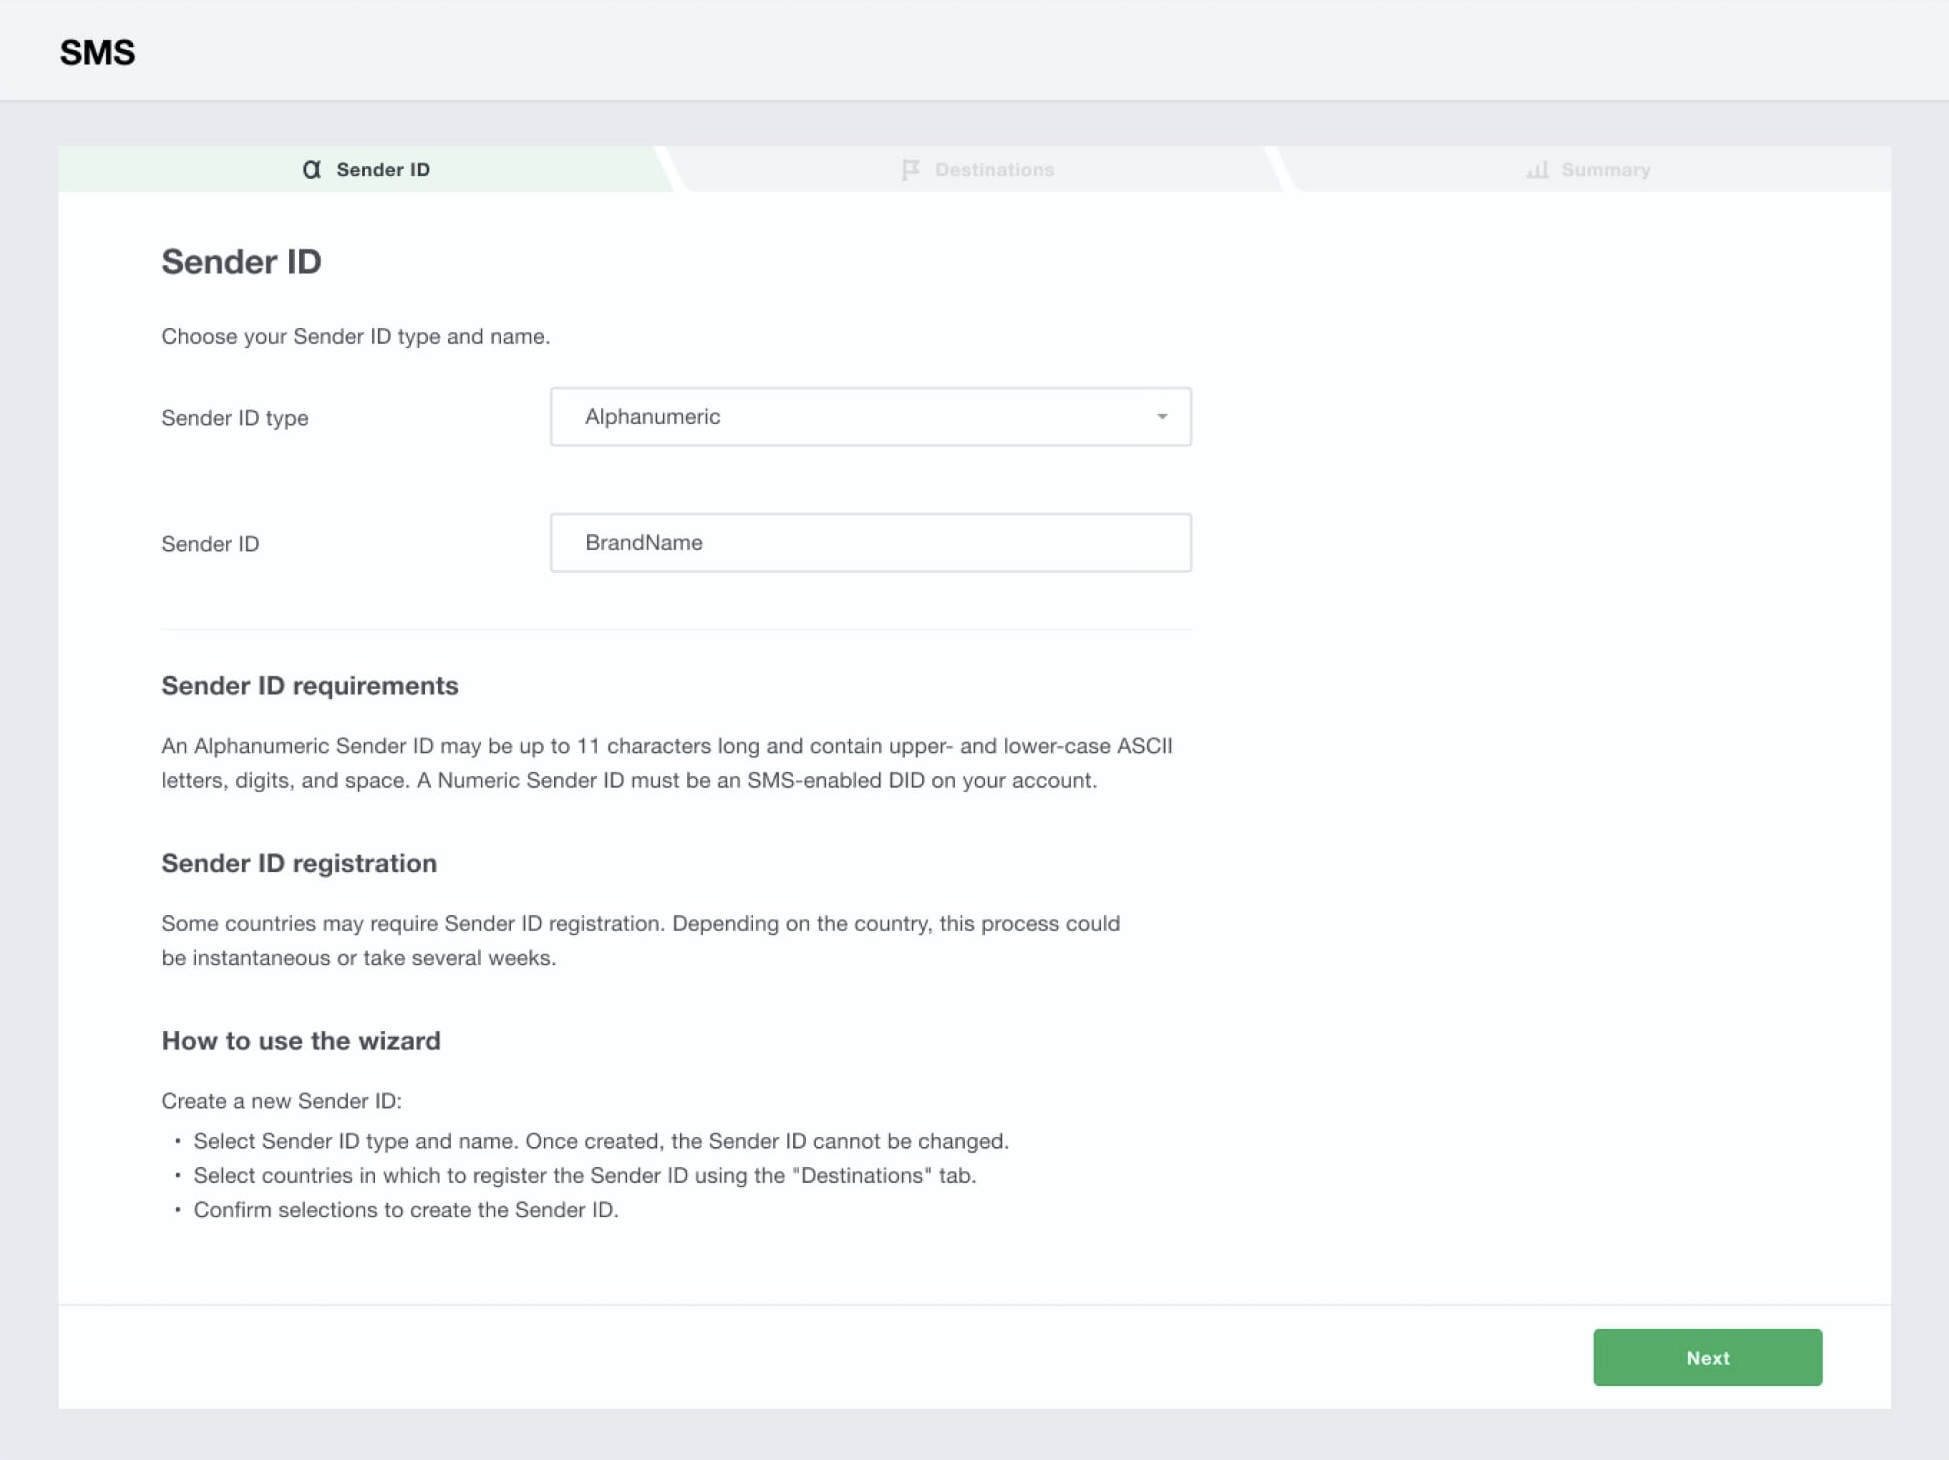 SMS
Sender ID
Destinations
Summary
Sender ID
Choose your Sender ID type and name.
Sender ID type
Alphanumeric
Sender ID
BrandName
Sender ID requirements
An Alphanumeric Sender ID may be up to 11 characters long and contain upper- and lower-case ASCII
letters, digits, and space. A Numeric Sender ID must be an SMS-enabled DID on your account.
Sender ID registration
Some countries may require Sender ID registration. Depending on the country, this process could
be instantaneous or take several weeks.
How to use the wizard
Create a new Sender ID:
• Select Sender ID type and name. Once created, the Sender ID cannot be changed.
• Select countries in which to register the Sender ID using the "Destinations" tab.
• Confirm selections to create the Sender ID.
Next